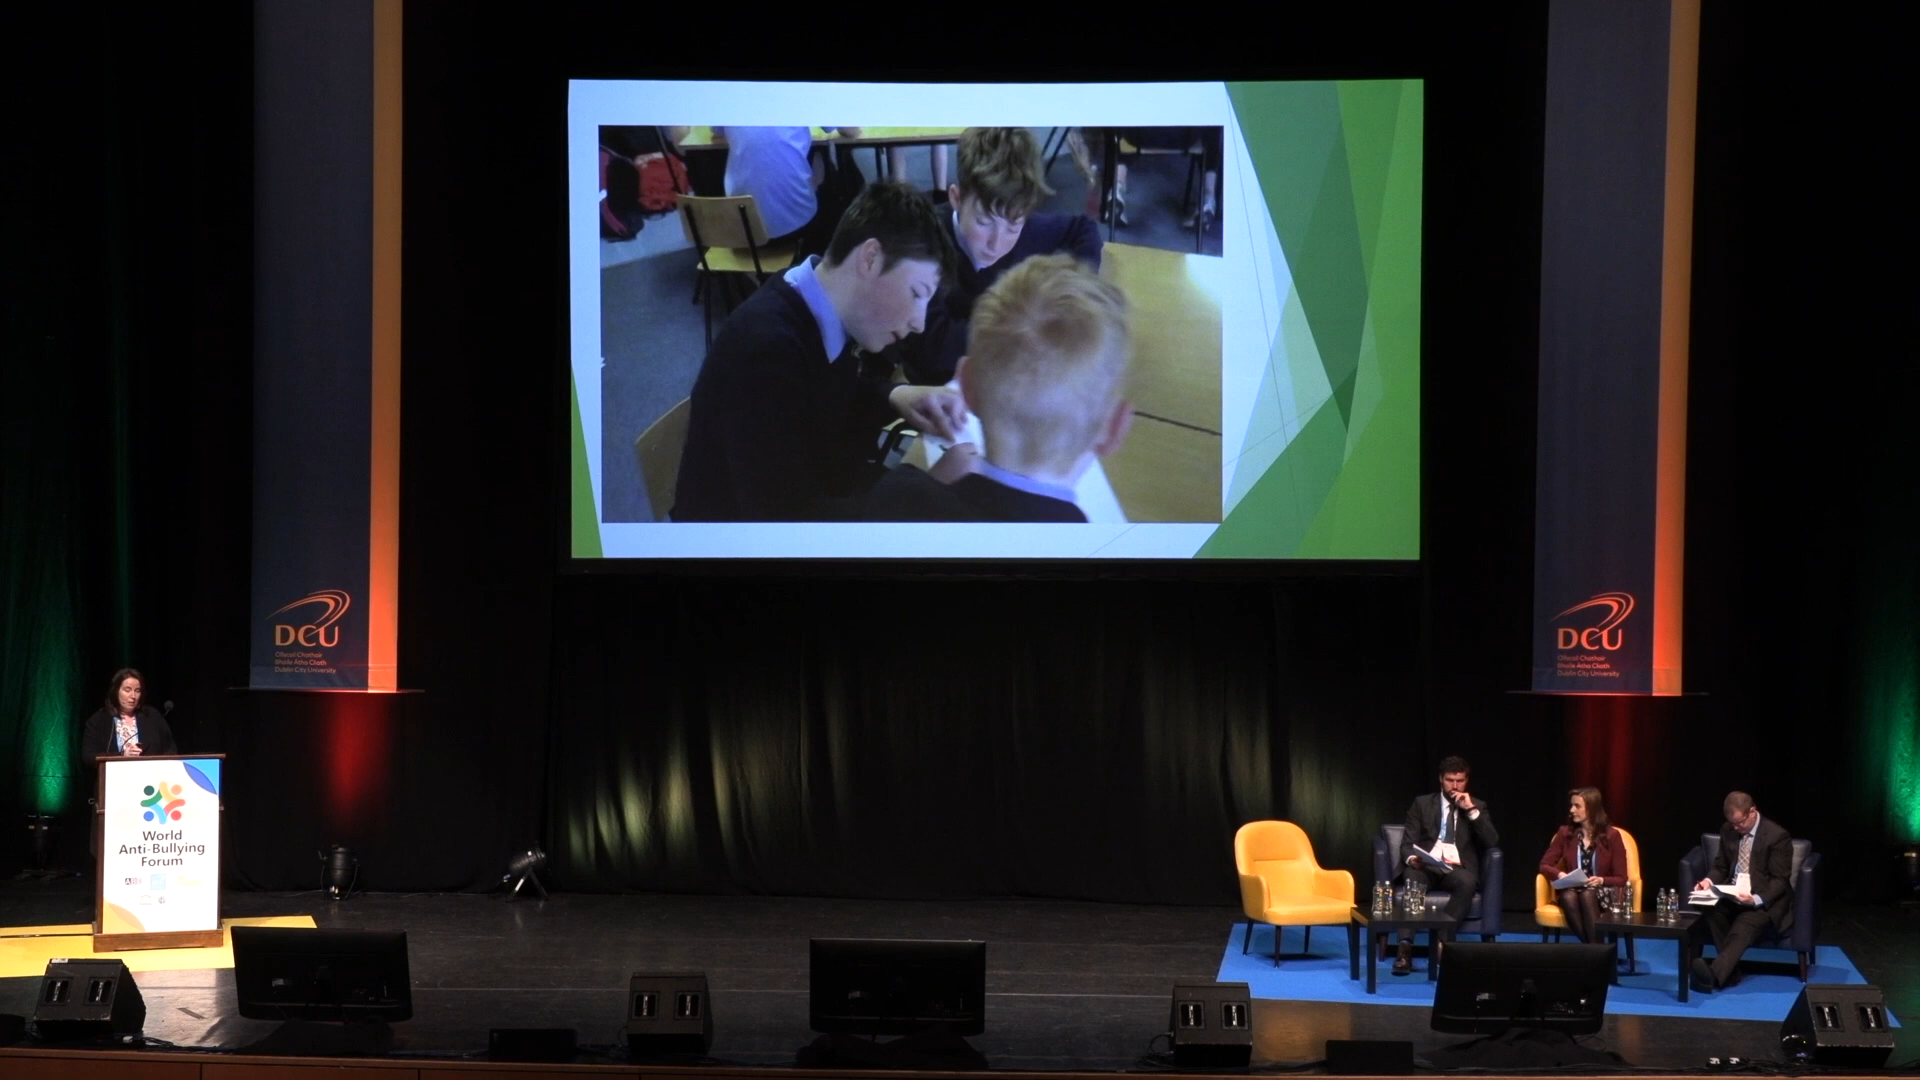 DCU
Ollscoil Chathair
Bhaile Átha Cliath
Dublin City University
DCU
Ollscoil Chathair
Bhaile Átha Cliath
Dublin City University
World
Anti-Bullying
Forum